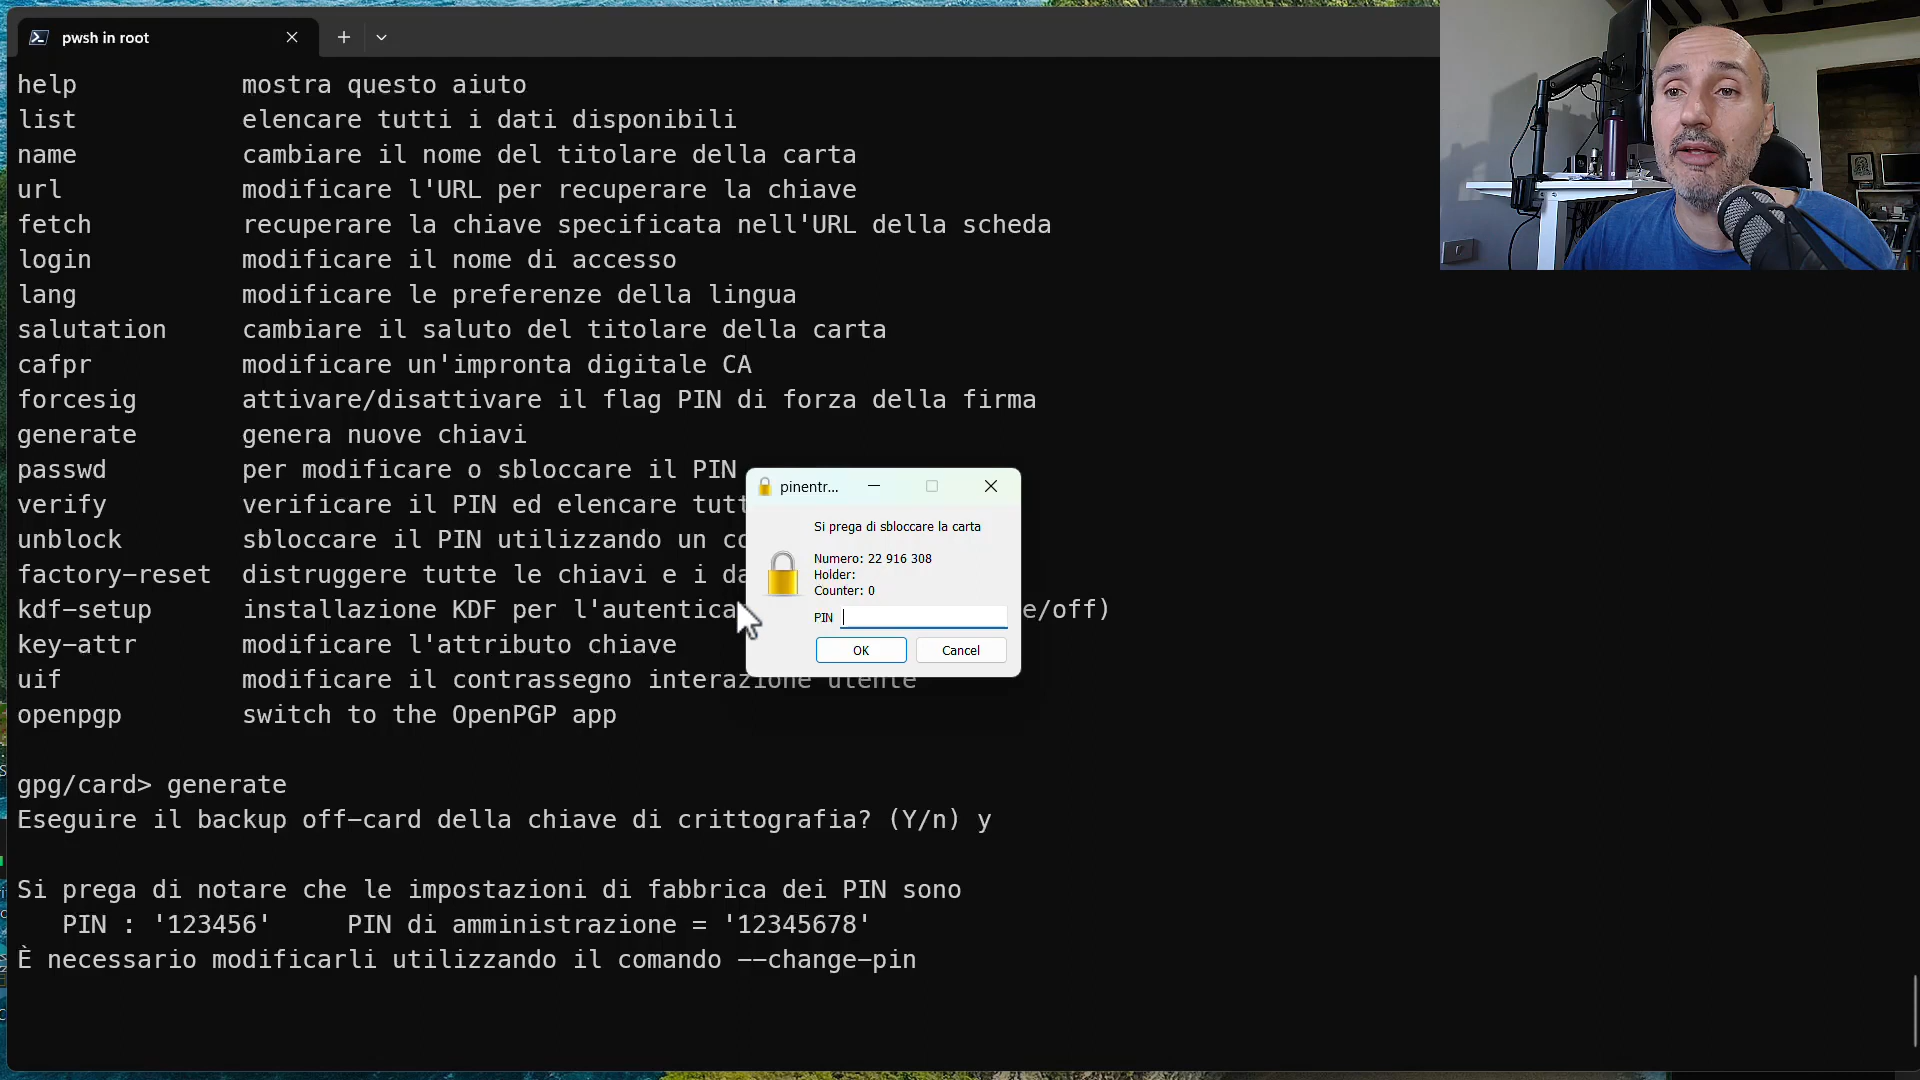 pwsh in root
help mostra questo aiuto
list elencare tutti i dati disponibili
name cambiare il nome del titolare della carta
url modificare l'URL per recuperare la chiave
fetch recuperare la chiave specificata nell'URL della scheda
login modificare il nome di accesso
lang modificare le preferenze della lingua
salutation cambiare il saluto del titolare della carta
cafpr modificare un'impronta digitale CA
forcesig attivare/disattivare il flag PIN di forza della firma
generate genera nuove chiavi
passwd per modificare o sbloccare il PIN
verify verificare il PIN ed elencare tutt
unblock sbloccare il PIN utilizzando un co
factory-reset distruggere tutte le chiavi e i da
kdf-setup installazione KDF per l'autentica e/off)
key-attr modificare l'attributo chiave
uif modificare il contrassegno interazione utente
openpgp switch to the OpenPGP app
gpg/card> generate
Eseguire il backup off-card della chiave di crittografia? (Y/n) y
Si prega di notare che le impostazioni di fabbrica dei PIN sono
PIN : '123456' PIN di amministrazione = '12345678'
È necessario modificarli utilizzando il comando --change-pin
pinentr...
Si prega di sbloccare la carta
Numero: 22 916 308
Holder:
Counter: 0
PIN
OK Cancel